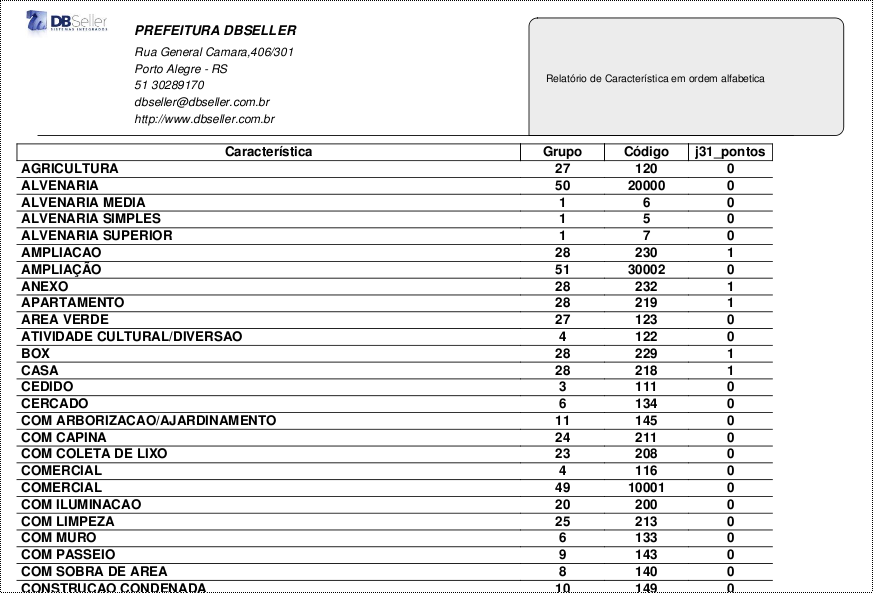 DBSeller
SISTEMAS INTEGRADOS
PREFEITURA DBSELLER
Rua General Camara,406/301
Porto Alegre - RS
51 30289170
dbseller@dbseller.com.br
http://www.dbseller.com.br
Relatório de Característica em ordem alfabetica
Característica Grupo Código j31_pontos
AGRICULTURA 27 120 0
ALVENARIA 50 20000 0
ALVENARIA MEDIA 1 6 0
ALVENARIA SIMPLES 1 5 0
ALVENARIA SUPERIOR 1 7 0
AMPLIACAO 28 230 1
AMPLIAÇÃO 51 30002 0
ANEXO 28 232 1
APARTAMENTO 28 219 1
AREA VERDE 27 123 0
ATIVIDADE CULTURAL/DIVERSAO 4 122 0
BOX 28 229 1
CASA 28 218 1
CEDIDO 3 111 0
CERCADO 6 134 0
COM ARBORIZACAO/AJARDINAMENTO 11 145 0
COM CAPINA 24 211 0
COM COLETA DE LIXO 23 208 0
COMERCIAL 4 116 0
COMERCIAL 49 10001 0
COM ILUMINACAO 20 200 0
COM LIMPEZA 25 213 0
COM MURO 6 133 0
COM PASSEIO 9 143 0
COM SOBRA DE AREA 8 140 0
CONSTRUCAO CONDENADA 10 149 0